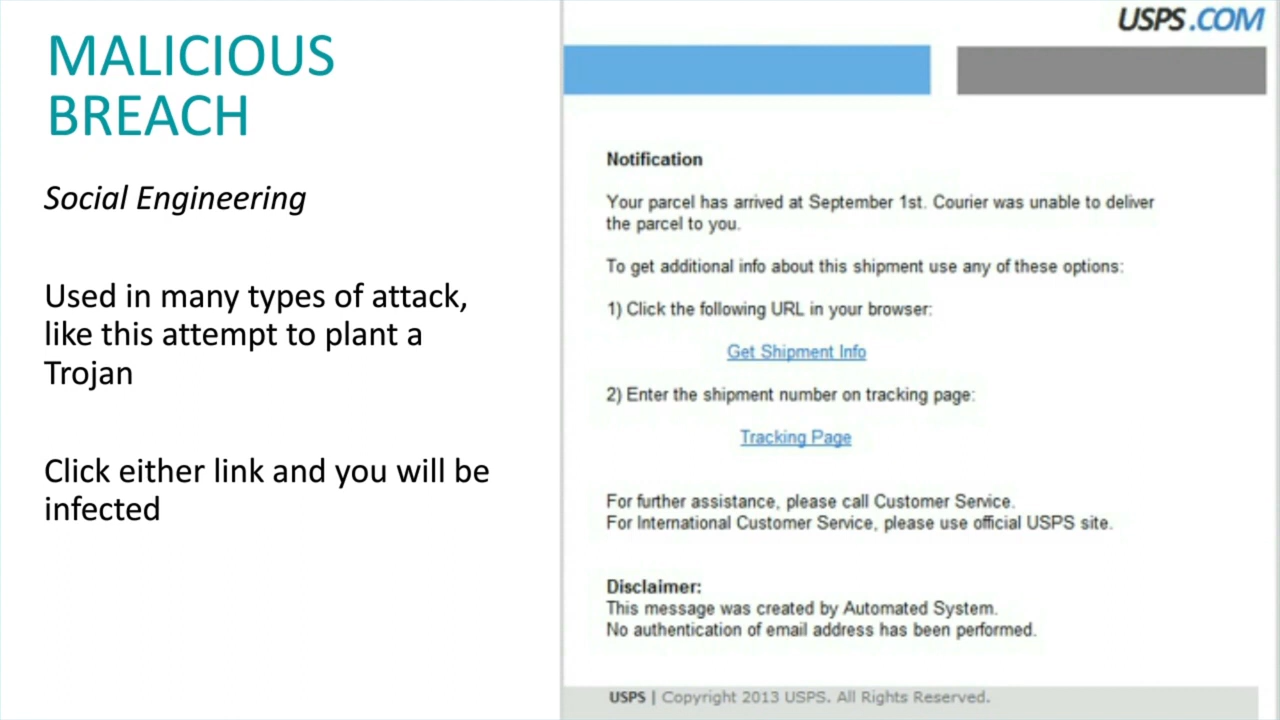 MALICIOUS
BREACH
Social Engineering
Used in many types of attack,
like this attempt to plant a
Trojan
Click either link and you will be
infected
USPS.COM
Notification
Your parcel has arrived at September 1st. Courier was unable to deliver
the parcel to you.
To get additional info about this shipment use any of these options:
1) Click the following URL in your browser:
Get Shipment Info
2) Enter the shipment number on tracking page:
Tracking Page
For further assistance, please call Customer Service.
For International Customer Service, please use official USPS site.
Disclaimer:
This message was created by Automated System.
No authentication of email address has been performed.
USPS | Copyright 2013 USPS. All Rights Reserved.